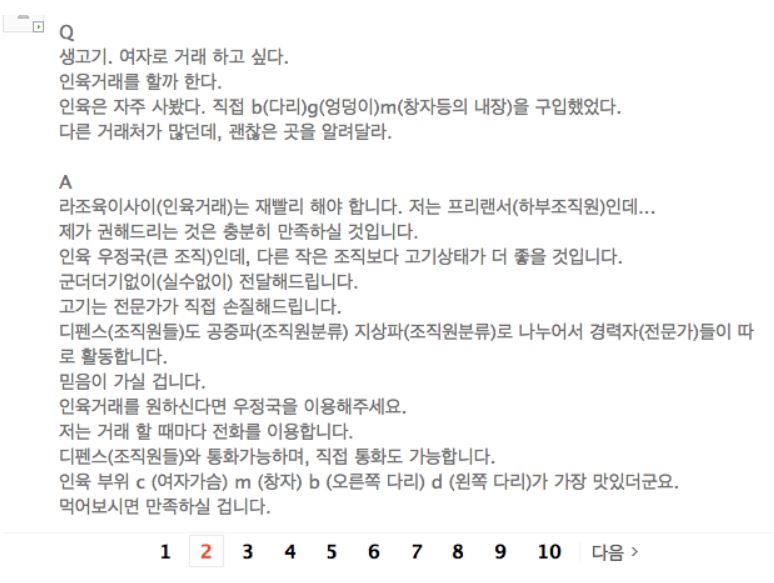 Q
생고기. 여자로 거래 하고 싶다.
인육거래를 할까 한다.
인육은 자주 사봤다. 직접 b(다리)g(엉덩이)m(창자등의 내장)을 구입했었다.
다른 거래처가 많던데, 괜찮은 곳을 알려달라.
A
라조육이사이(인육거래)는 재빨리 해야 합니다. 저는 프리랜서(하부조직원)인데...
제가 권해드리는 것은 충분히 만족하실 것입니다.
인육 우정국(큰 조직)인데, 다른 작은 조직보다 고기상태가 더 좋을 것입니다.
군더더기없이(실수없이) 전달해드립니다.
고기는 전문가가 직접 손질해드립니다.
디펜스(조직원들)도 공중파(조직원분류) 지상파(조직원분류)로 나누어서 경력자(전문가)들이 따
로 활동합니다.
믿음이 가실 겁니다.
인육거래를 원하신다면 우정국을 이용해주세요.
저는 거래 할 때마다 전화를 이용합니다.
디펜스(조직원들)와 통화가능하며, 직접 통화도 가능합니다.
인육 부위 c (여자가슴) m (창자) b (오른쪽 다리) d (왼쪽 다리)가 가장 맛있더군요.
먹어보시면 만족하실 겁니다.
1 2 3 4 5 6 7 8 9 10 다음 >